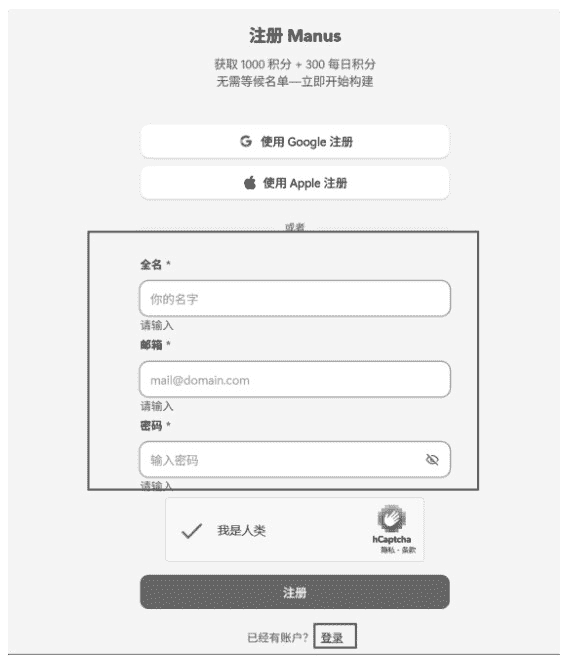 注册 Manus
获取 1000 积分 + 300 每日积分
无需等候名单—立即开始构建
G 使用 Google 注册
使用 Apple 注册
或者
全名 *
你的名字
请输入
邮箱 *
mail@domain.com
请输入
密码 *
输入密码
请输入
我是人类
hCaptcha
隐私 · 条款
注册
已经有账户? 登录